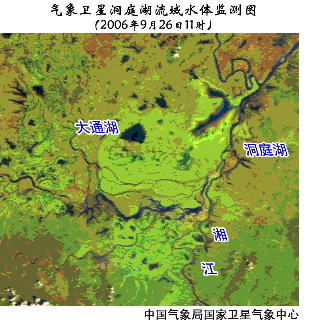 气象卫星洞庭湖流域水体监测图
(2006年9月26日11时)
大通湖
洞庭湖
湘
江
中国气象局国家卫星气象中心